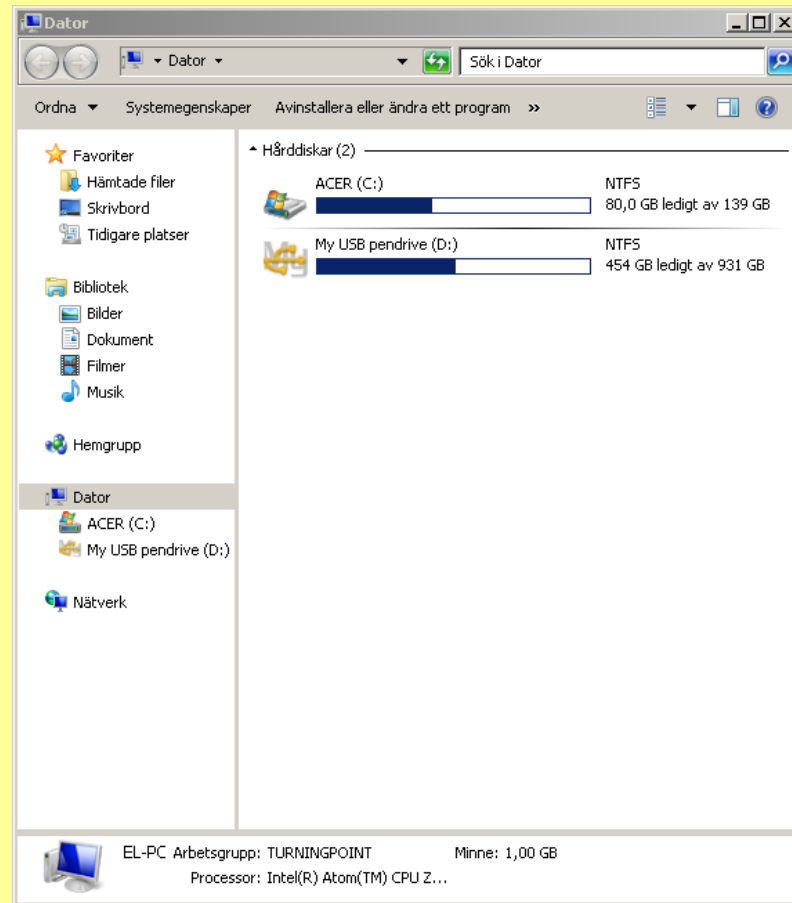 Dator
Dator
Sök i Dator
Ordna Systemegenskaper Avinstallera eller ändra ett program »
Favoriter
Hämtade filer
Skrivbord
Tidigare platser
Bibliotek
Bilder
Dokument
Filmer
Musik
Hemgrupp
Dator
ACER (C:)
My USB pendrive (D:)
Nätverk
Hårddiskar (2)
ACER (C:) NTFS
80,0 GB ledigt av 139 GB
My USB pendrive (D:) NTFS
454 GB ledigt av 931 GB
EL-PC Arbetsgrupp: TURNINGPOINT Minne: 1,00 GB
Processor: Intel(R) Atom(TM) CPU Z...